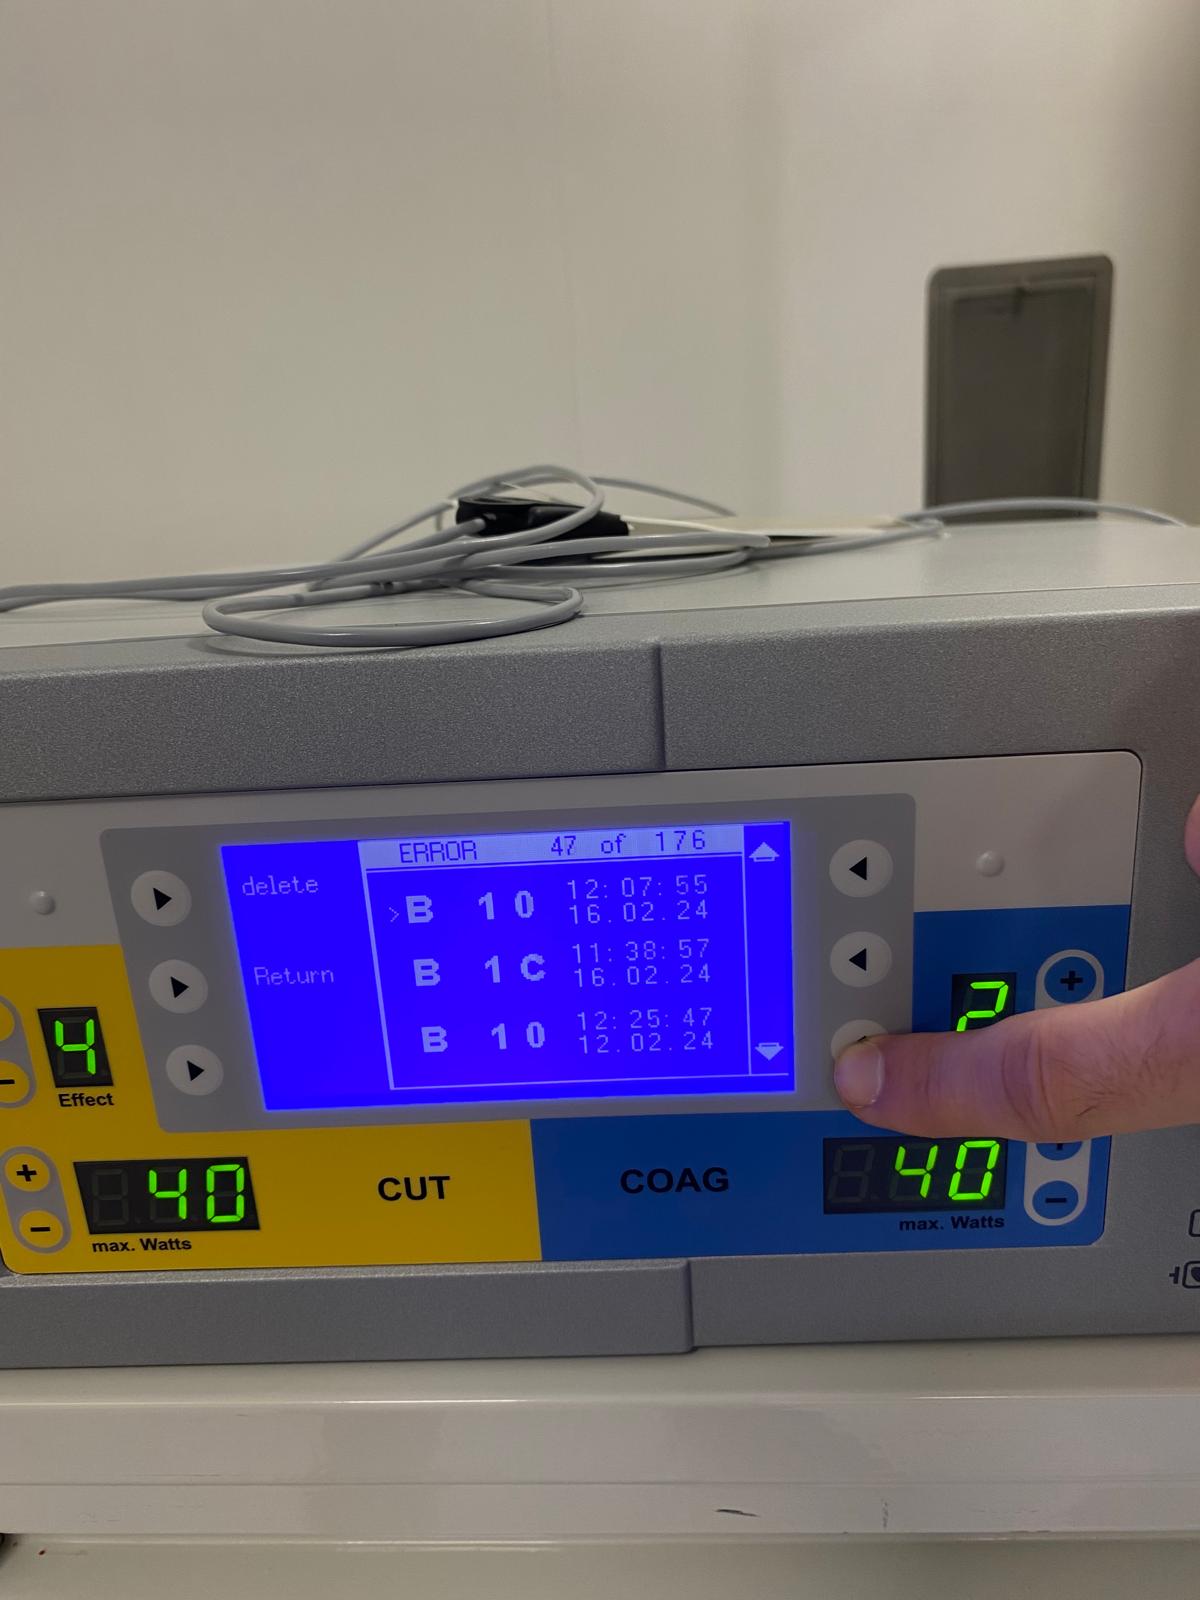 ERROR 47 of 176
delete
>B 10 12:07:55
16.02.24
Return
B 1C 11:38:57
16.02.24
B 10 12:25:47
12.02.24
4
Effect
2
+
-
+
-
40
max. Watts
CUT
COAG
40
max. Watts
+
-